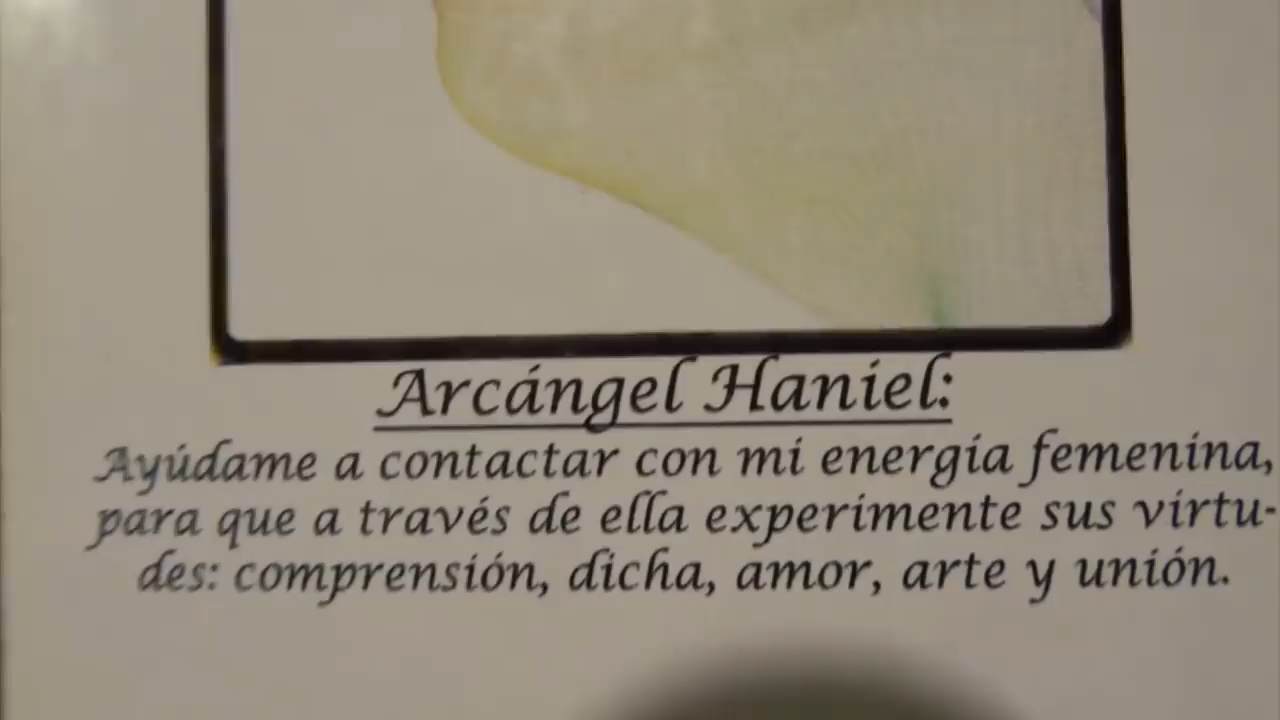 Arcángel Haniel:
Ayúdame a contactar con mi energía femenina,
para que a través de ella experimente sus virtu-
des: comprensión, dicha, amor, arte y unión.